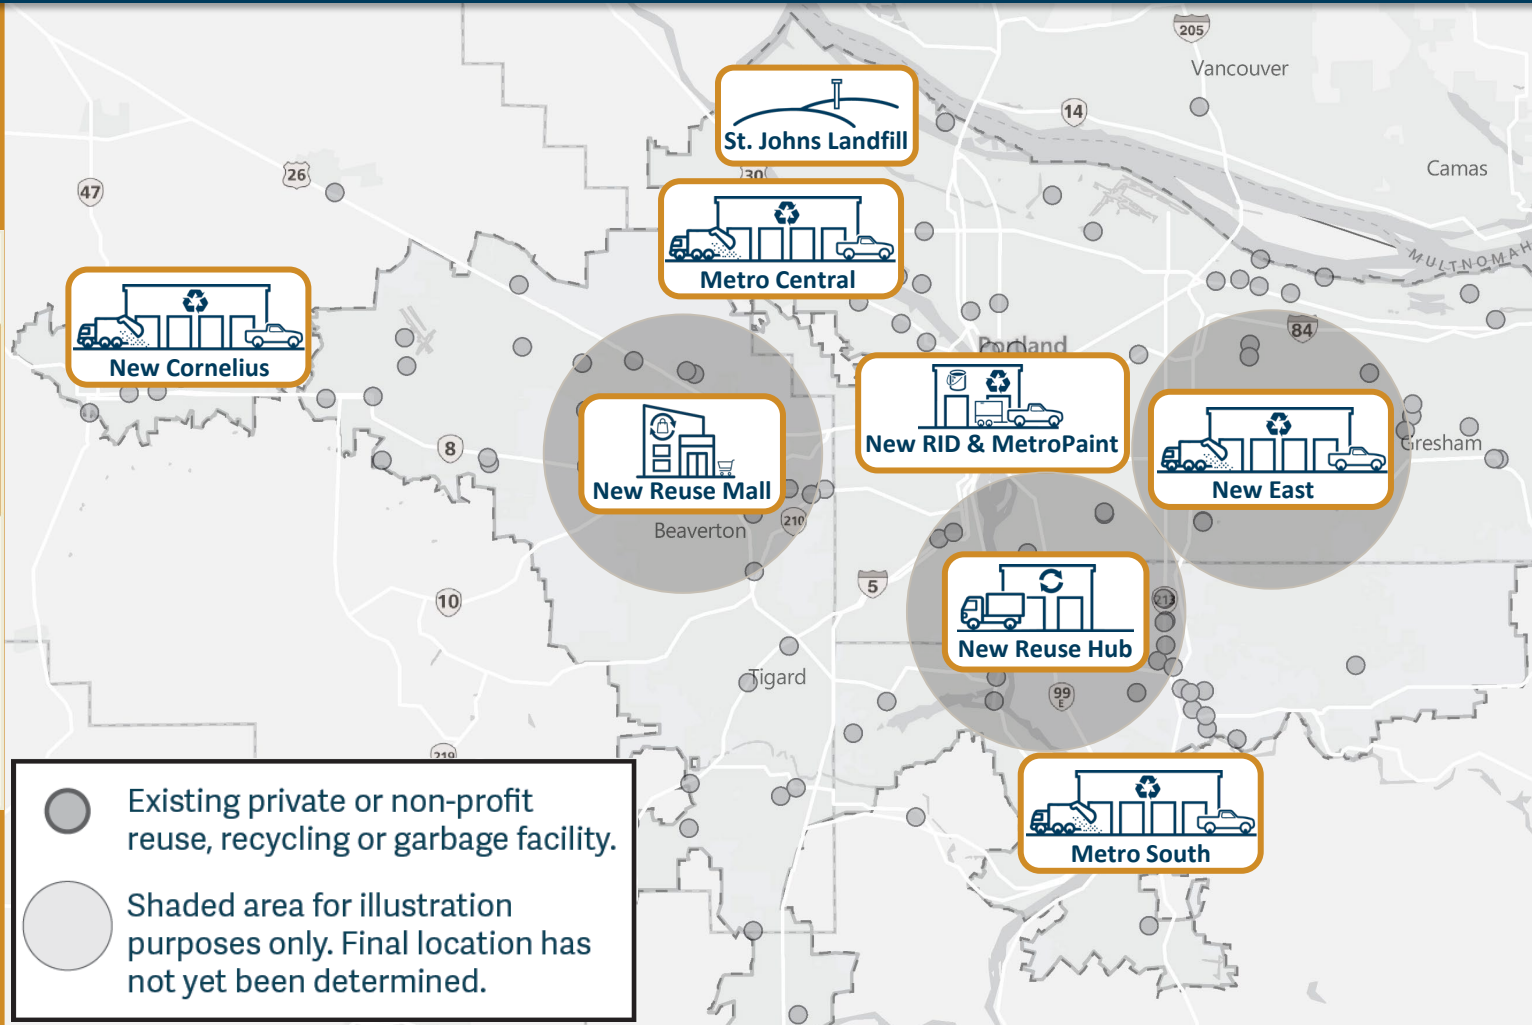 205
Vancouver
14
St. Johns Landfill
Camas
30
26
47
MULTNOMAH
Metro Central
New Cornelius
84
Portland
New RID & MetroPaint
8
Gresham
New Reuse Mall
New East
210
Beaverton
5
10
213
New Reuse Hub
Tigard
99
E
219
Existing private or non-profit
reuse, recycling or garbage facility.
Metro South
Shaded area for illustration
purposes only. Final location has
not yet been determined.